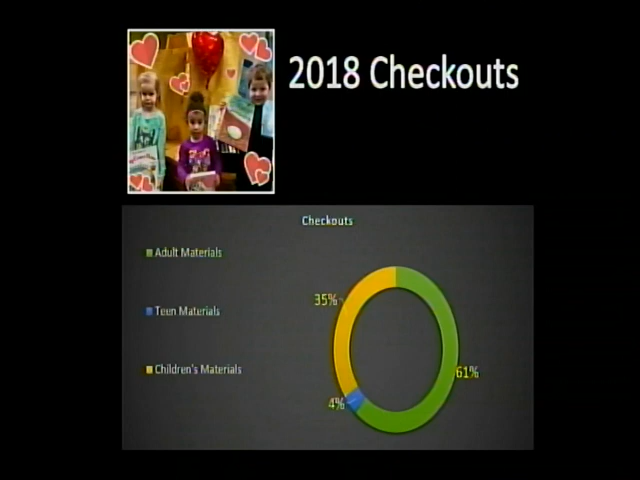 2018 Checkouts
Checkouts
Adult Materials
Teen Materials
Children's Materials
35%
61%
4%